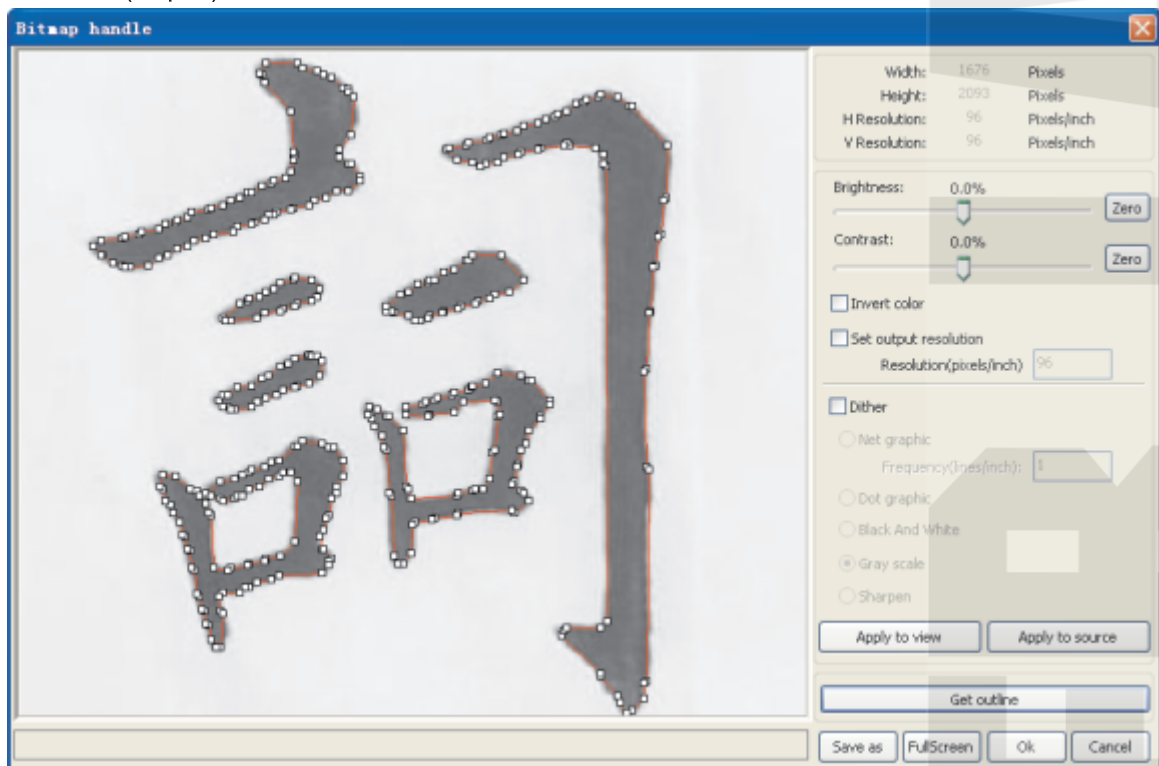 Bitmap handle
詞
Width: 1676 Pixels
Height: 2093 Pixels
H Resolution: 96 Pixels/inch
V Resolution: 96 Pixels/inch
Brightness: 0.0%
Zero
Contrast: 0.0%
Zero
Invert color
Set output resolution
Resolution(pixels/inch) 96
Dither
Net graphic
Frequency(lines/inch): 1
Dot graphic
Black And White
Gray scale
Sharpen
Apply to view Apply to source
Get outline
Save as FullScreen Ok Cancel